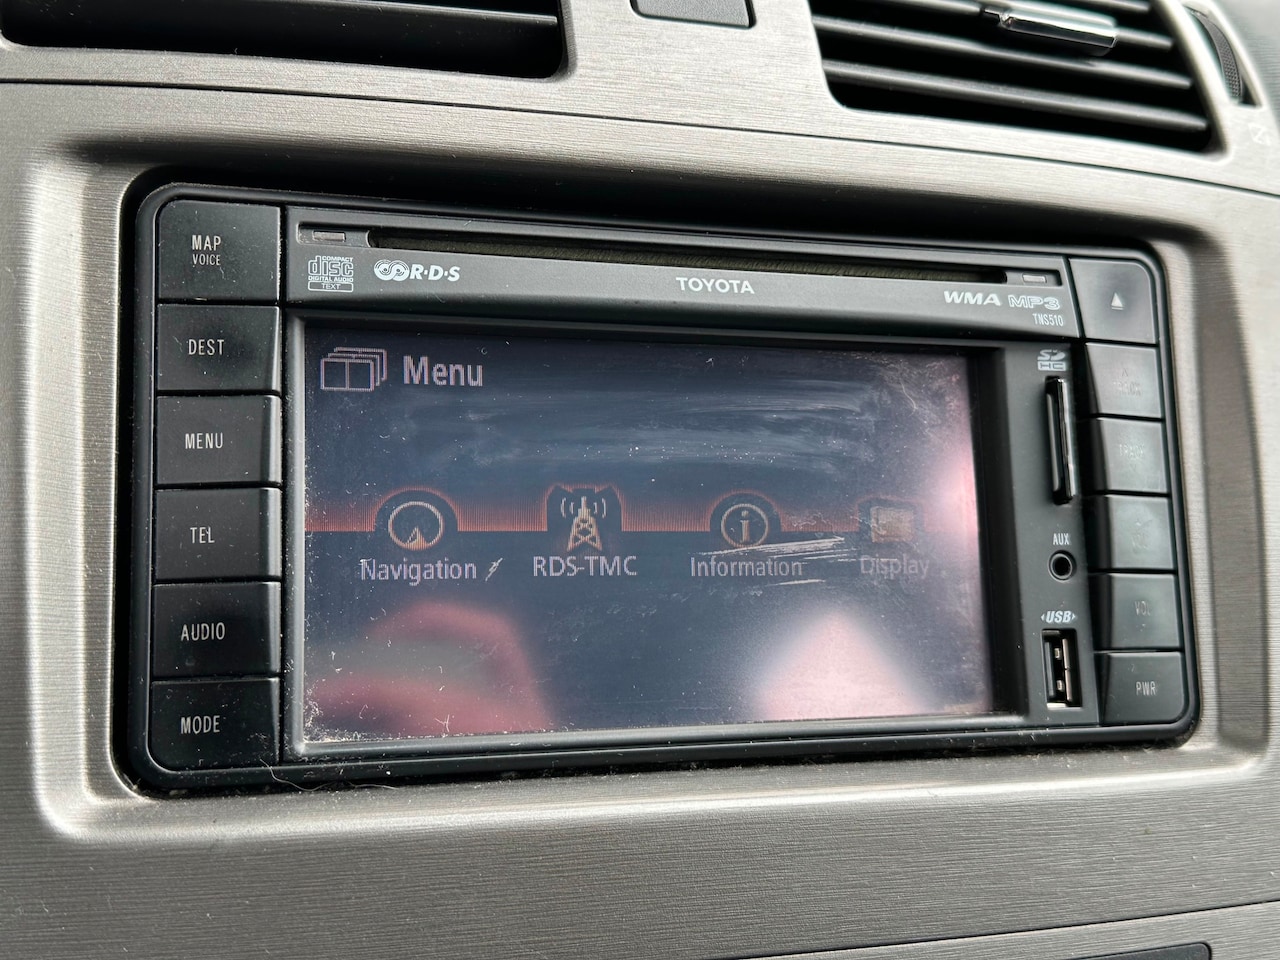 MAP
VOICE
DEST
MENU
TEL
AUDIO
MODE
COMPACT
disc
DIGITAL AUDIO
TEXT
R·D·S
TOYOTA
WMA MP3
TNS510
Menu
Navigation
RDS-TMC
Information
Display
SD
HC
AUX
USB
TRACK
VOL
PWR